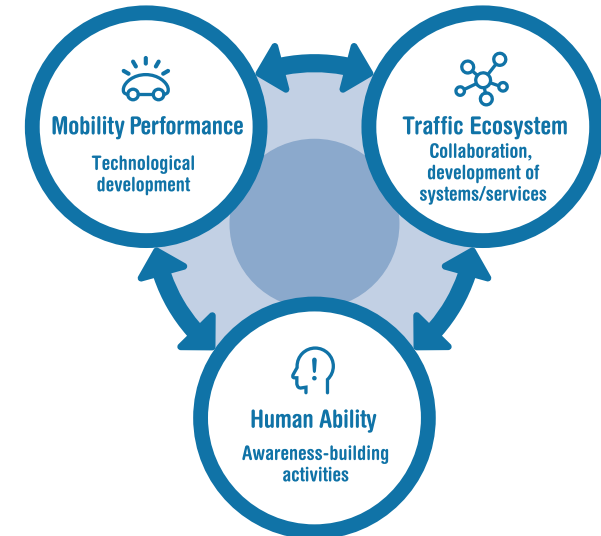 Mobility Performance
Technological
development
Traffic Ecosystem
Collaboration,
development of
systems/services
Human Ability
Awareness-building
activities